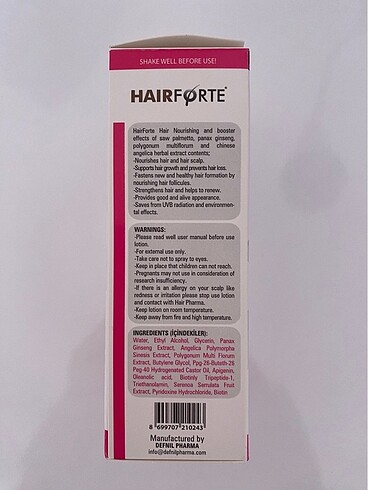 SHAKE WELL BEFORE USE!
HAIRFORTE
HairForte Hair Nourishing and booster
effects of saw palmetto, panax ginseng,
polygonum multiflorum and chinese
angelica herbal extract contents;
-Nourishes hair and hair scalp.
-Supports hair growth and prevents hair loss.
-Fastens new and healthy hair formation by
nourishing hair follicules.
-Strengthens hair and helps to renew.
-Provides good and alive appearance.
-Saves from UVB radiation and environmen-
tal effects.
WARNINGS:
-Please read well user manual before use
lotion.
-For external use only.
-Take care not to spray to eyes.
-Keep in place that children can not reach.
-Pregnants may not use in consideration of
research insufficiency.
-If there is an allergy on your scalp like
redness or irritation please stop use lotion
and contact with Hair Pharma.
-Keep lotion on room temperature.
-Keep away from fire and high temperature.
INGREDIENTS (İÇİNDEKİLER):
Water, Ethyl Alcohol, Glycerin, Panax
Ginseng Extract, Angelica Polymorpha
Sinesis Extract, Polygonum Multi Florum
Extract, Butylene Glycol, Ppg-26-Buteth-26
Peg-40 Hydrogenated Castor Oil, Apigenin,
Oleanolic acid, Biotinly Tripeptide-1,
Triethanolamin, Serenoa Serrulata Fruit
Extract, Pyridoxine Hydrochloride, Biotin
8 699707 210243
Manufactured by
DEFNIL PHARMA
info@defnilpharma.com